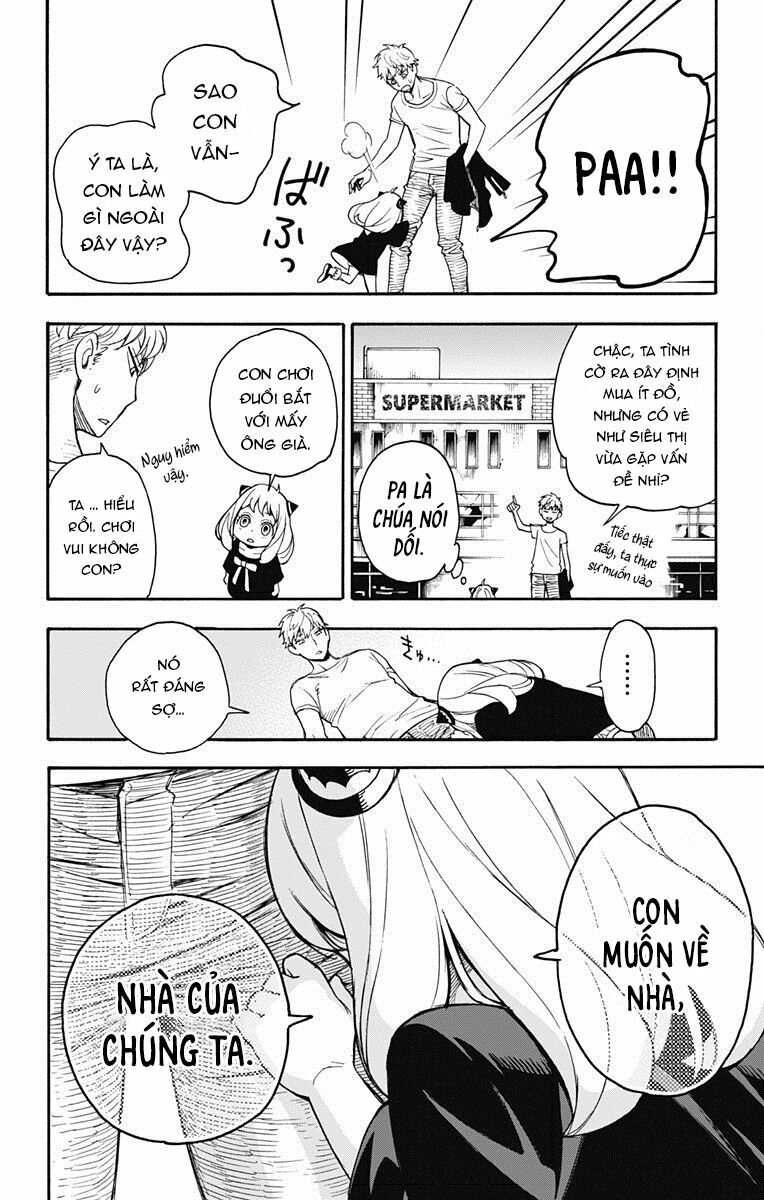 PAA!!
SAO
CON
VẪN-
Ý TA LÀ,
CON LÀM
GÌ NGOÀI
ĐÂY VẬY?
ばふっ
CHẬC, TA TÌNH
CỜ RA ĐÂY ĐỊNH
MUA ÍT ĐỒ,
NHƯNG CÓ VẺ
NHƯ SIÊU THỊ
VỪA GẶP VẤN
ĐỀ NHỈ?
SUPERMARKET
Tiếc thật
đấy, ta thực
sự muốn vào
PA LÀ
CHÚA NÓI
DỐI.
CON CHƠI
ĐUỔI BẮT
VỚI MẤY
ÔNG GIÀ.
Nguy hiểm
vậy.
TA ... HIỂU
RỒI. CHƠI
VUI KHÔNG
CON?
......
きゅ...
NÓ
RẤT ĐÁNG
SỢ...
CON
MUỐN VỀ
NHÀ,
NHÀ CỦA
CHÚNG TA.